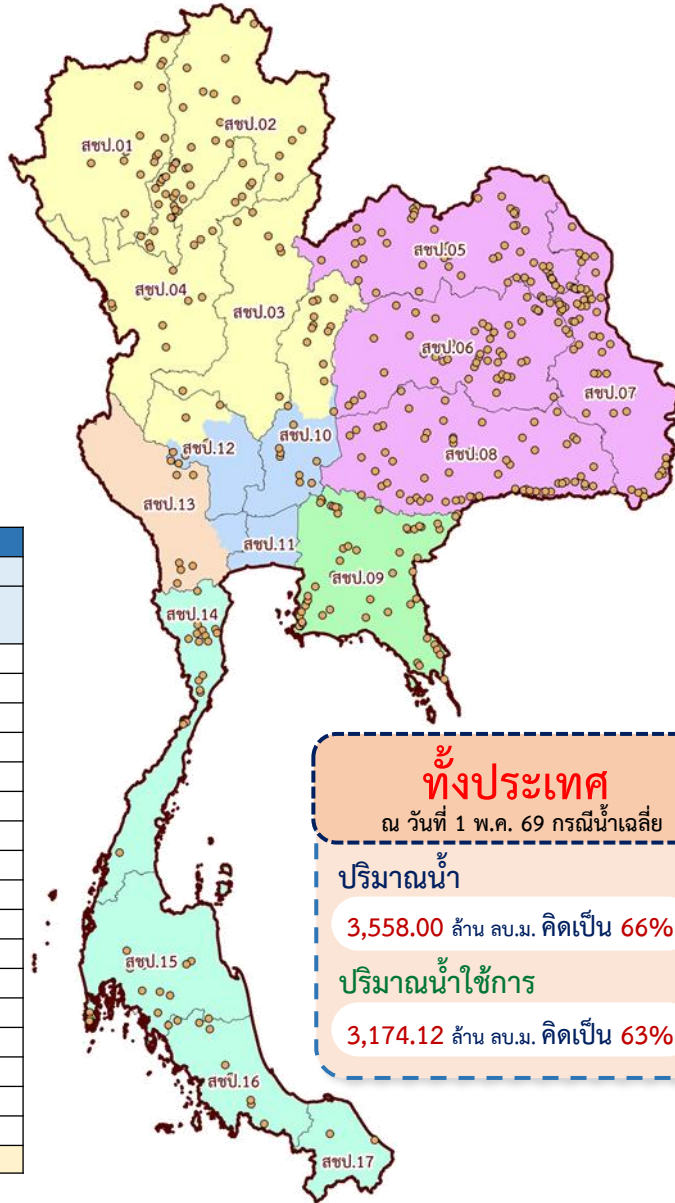 สชป.01
สชป.02
สชป.05
สชป.04
สชป.03
สชป.06
สชป.07
สชป.10
สชป.12
สชป.08
สชป.13
สชป.11
สชป.09
สชป.14
ทั้งประเทศ
ณ วันที่ 1 พ.ค. 69 กรณีน้ำเฉลี่ย
ปริมาณน้ำ
3,558.00 ล้าน ลบ.ม. คิดเป็น 66%
ปริมาณน้ำใช้การ
3,174.12 ล้าน ลบ.ม. คิดเป็น 63%
สชป.15
สชป.16
สชป.17